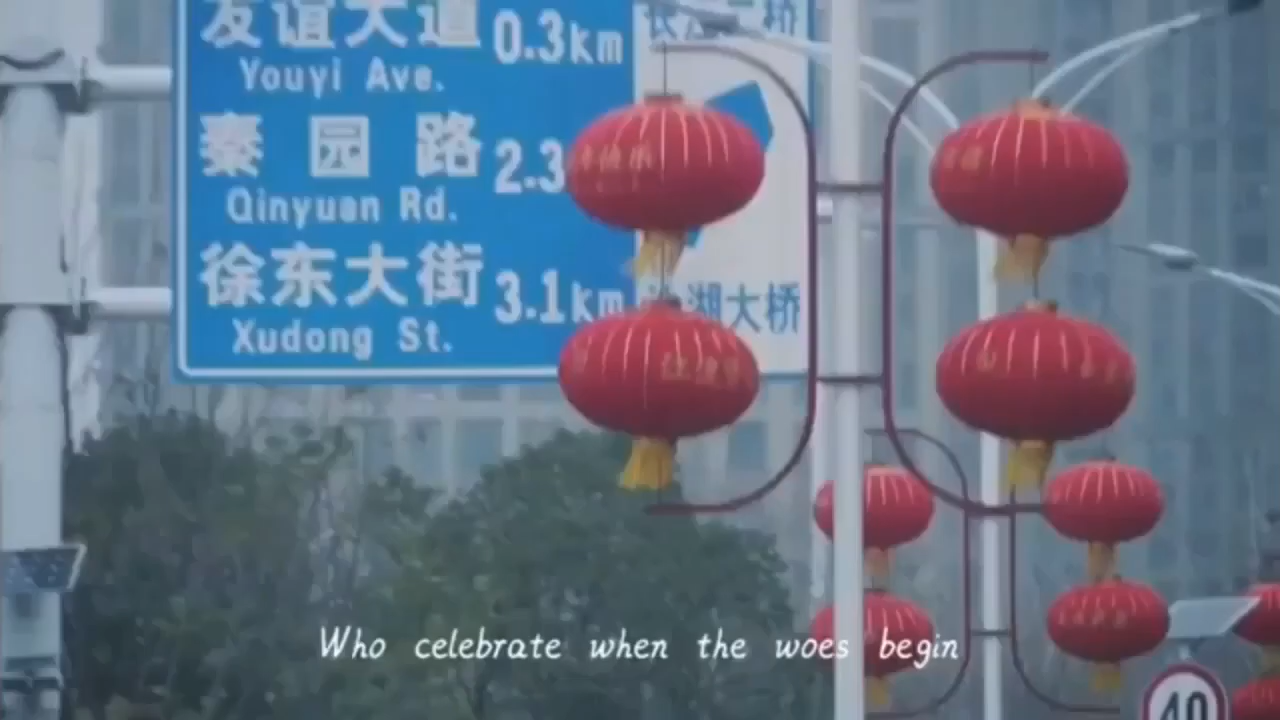 友谊大道 0.3km
Youyi Ave.
秦园路 2.3
Qinyuan Rd.
徐东大街 3.1km
Xudong St.
湖大桥
Who celebrate when the woes begin
40